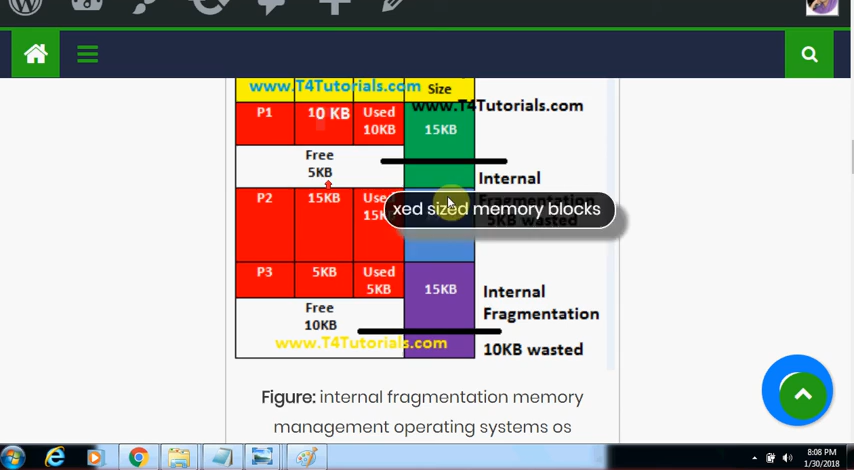 www.T4Tutorials.com
Size
www.T4Tutorials.com
P1 10 KB Used 15KB
10KB
Free
5KB
Internal
xed sized memory blocks
P2 15KB Used
P3 5KB Used 15KB
5KB
Internal
Fragmentation
Free
10KB
www.T4Tutorials.com
10KB wasted
Figure: internal fragmentation memory
management operating systems os
8:08 PM
1/30/2018